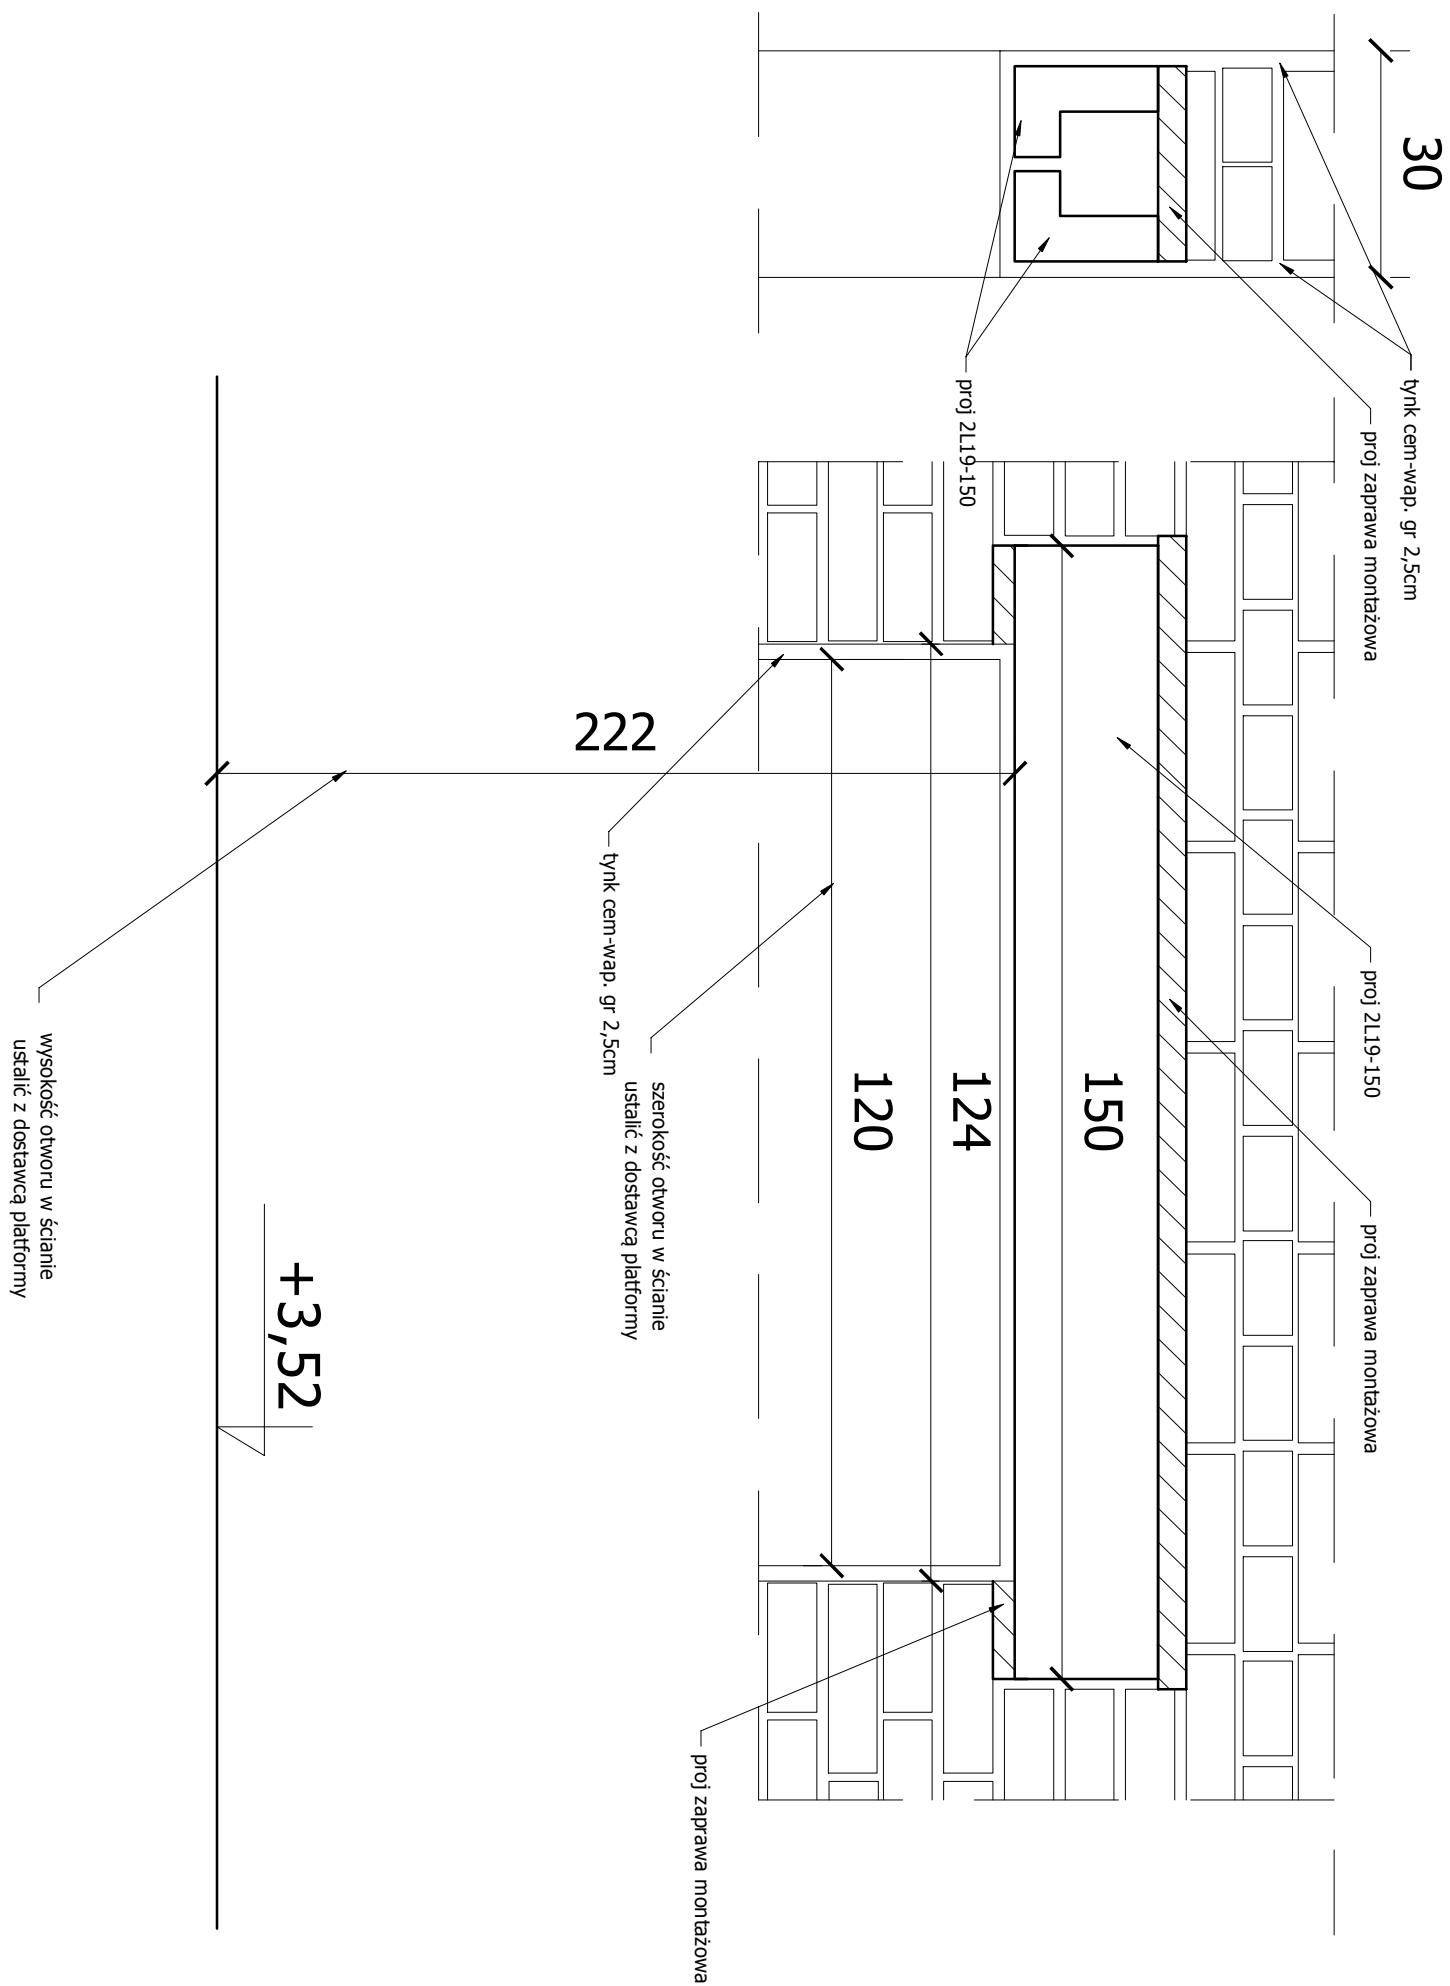 30
tynk cem-wap. gr 2,5cm
proj zaprawa montażowa
proj 2L19-150
proj 2L19-150
proj zaprawa montażowa
150
124
120
222
tynk cem-wap. gr 2,5cm
szerokość otworu w ścianie
ustalić z dostawcą platformy
proj zaprawa montażowa
+3,52
wysokość otworu w ścianie
ustalić z dostawcą platformy